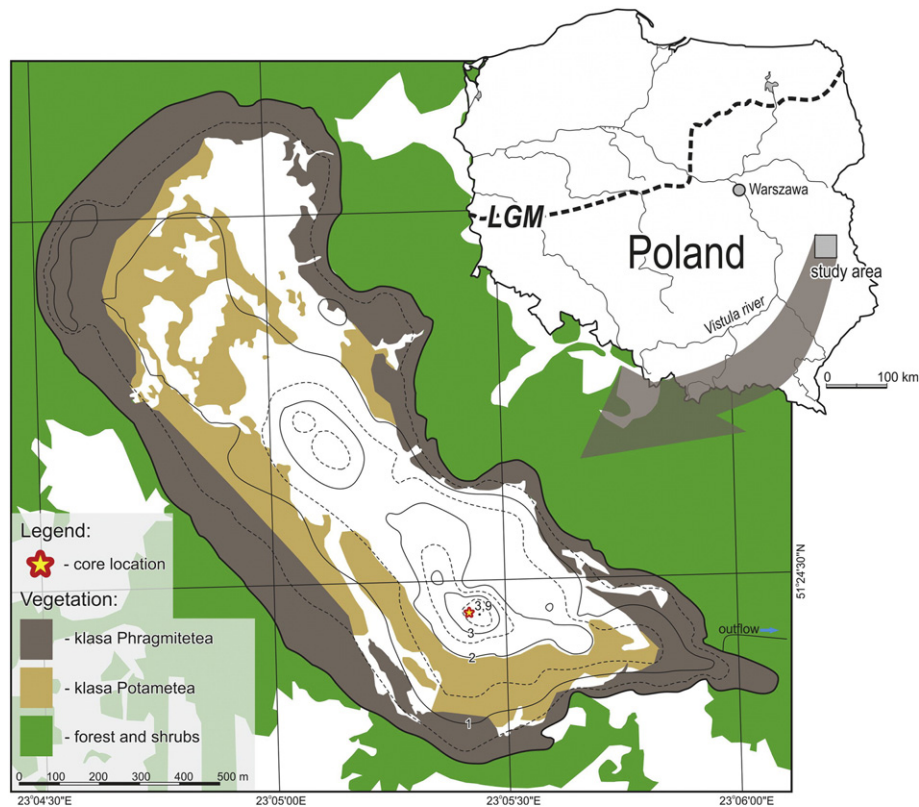 Warszawa
LGM
Poland
study area
Vistula river
0 100 km
51°24'30"N
3,9
3
2
1
outflow
Legend:
- core location
Vegetation:
- klasa Phragmitetea
- klasa Potametea
- forest and shrubs
0 100 200 300 400 500 m
23°04'30"E 23°05'00E 23°05'30"E 23°06'00"E